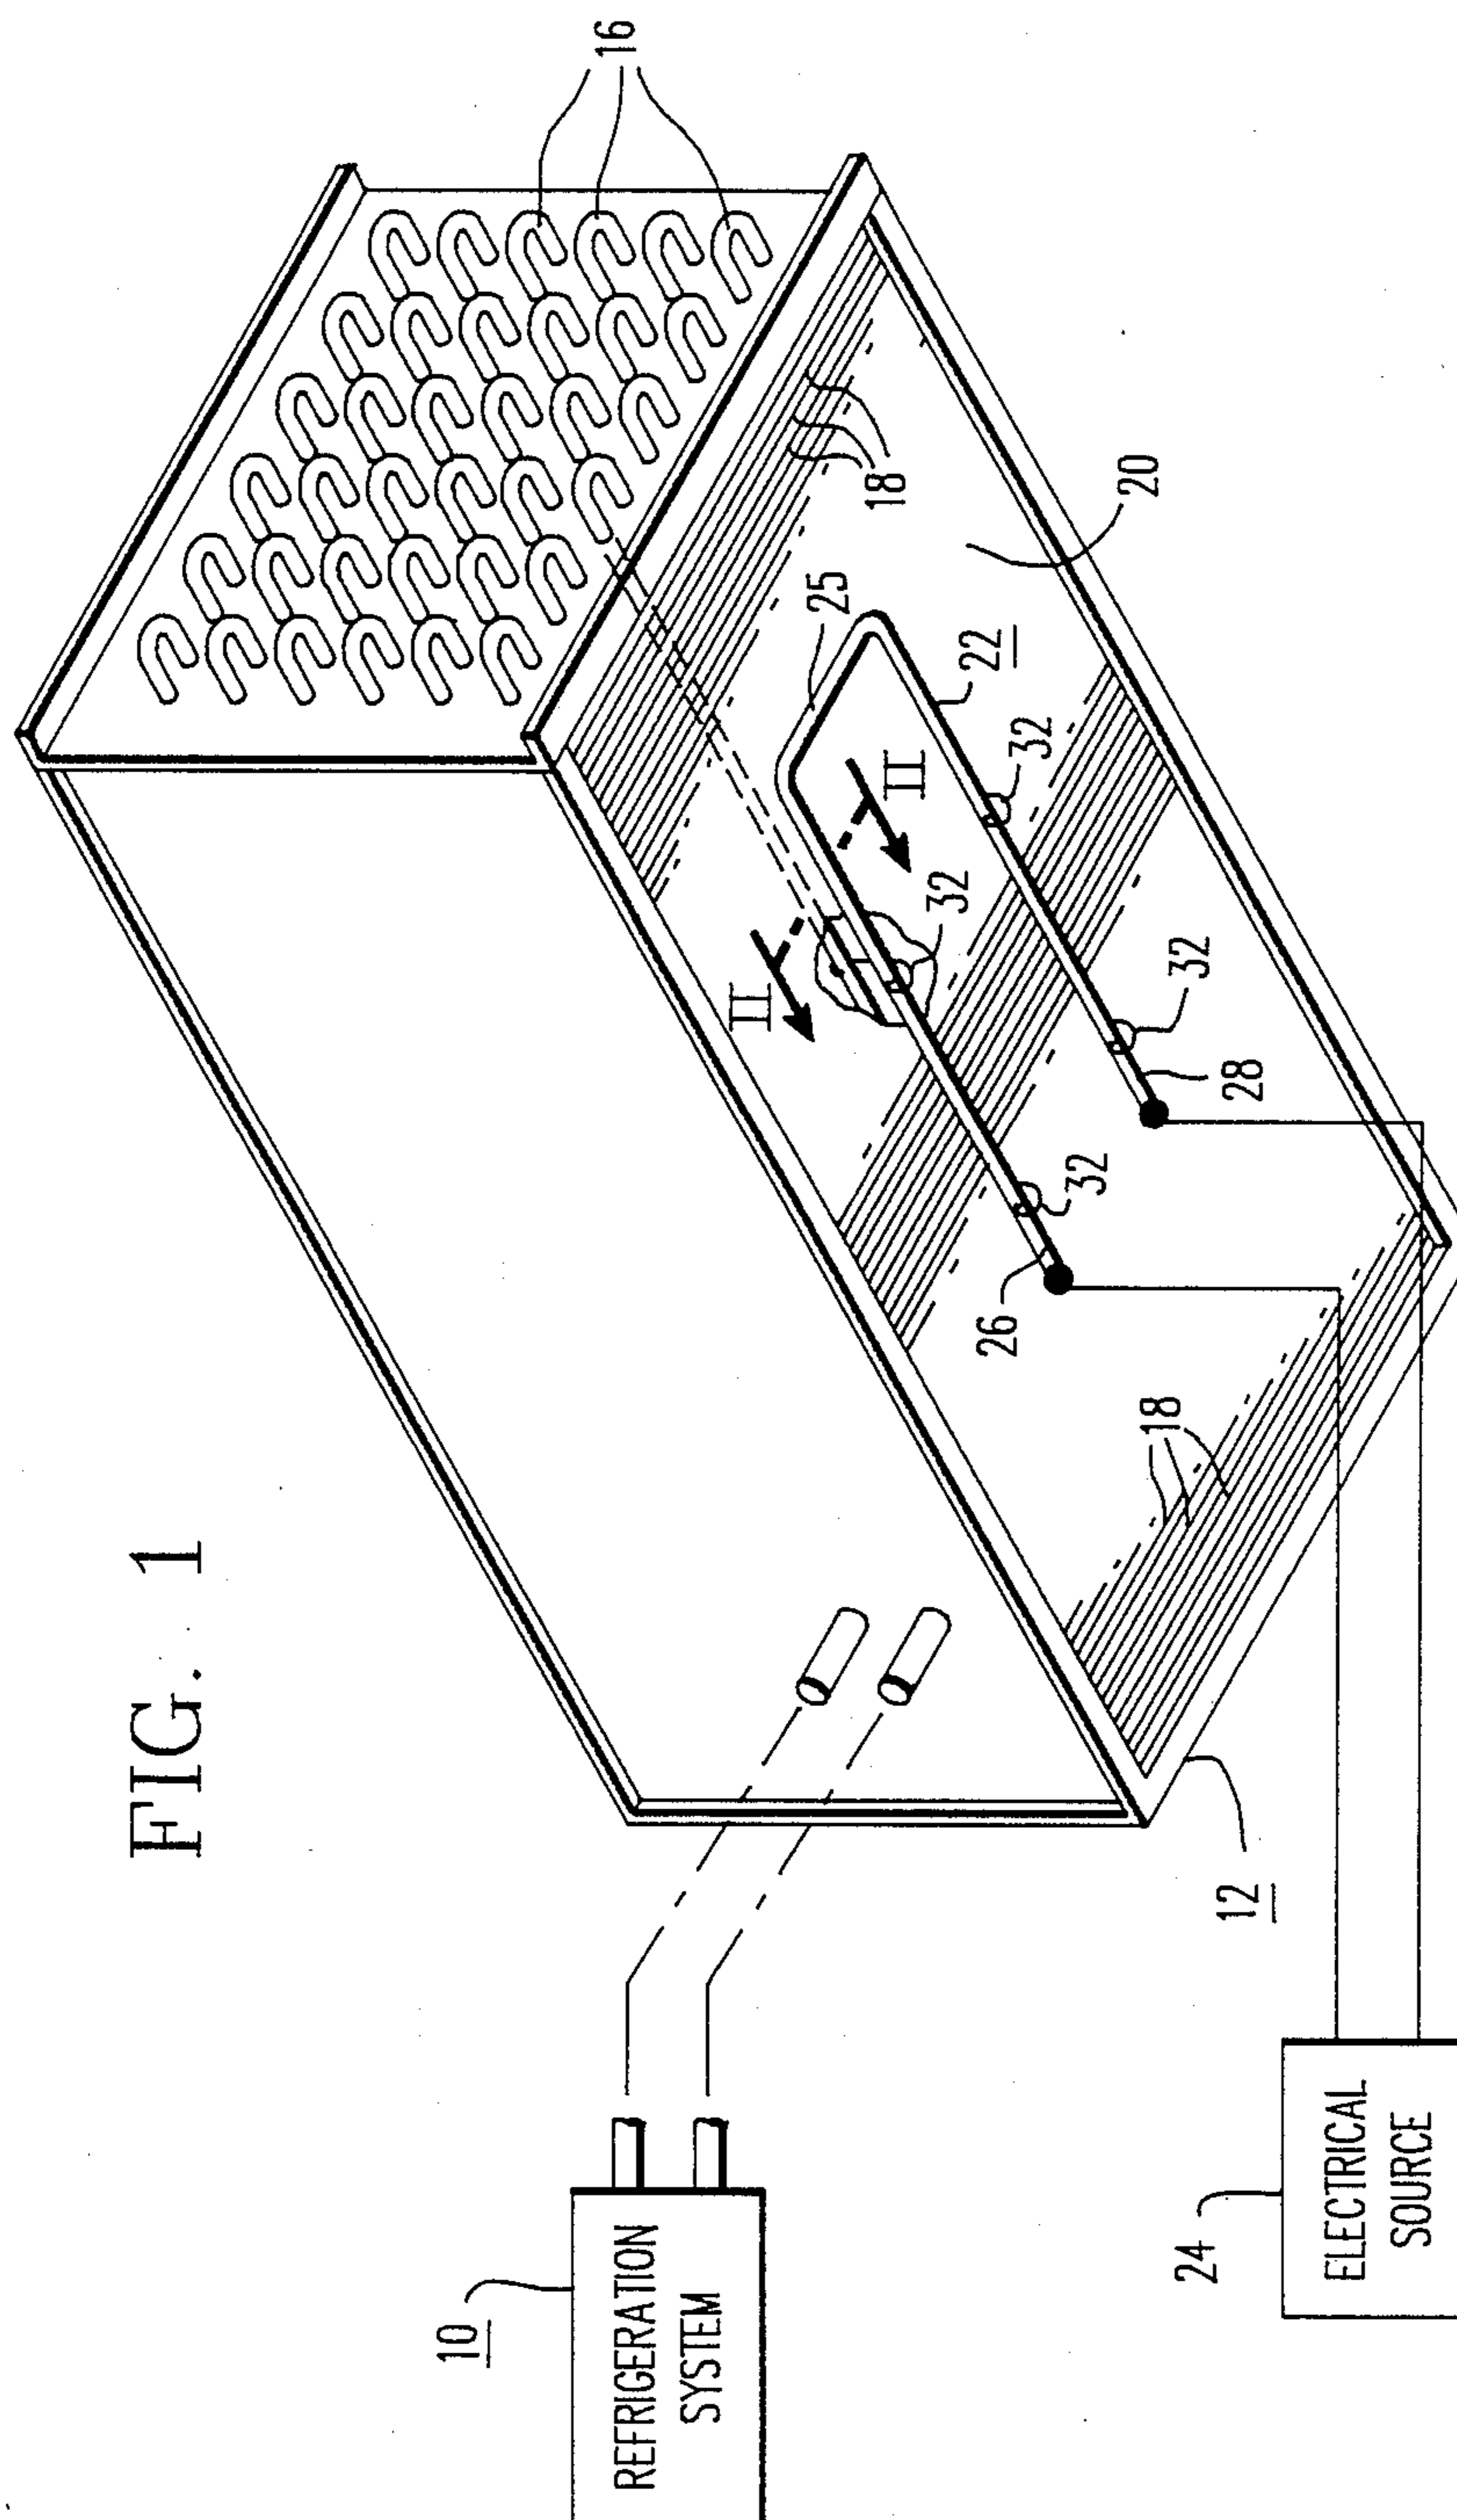 FIG. 1
10
REFRIGERATION
SYSTEM
12
16
18
18
20
22
24
ELECTRICAL
SOURCE
25
26
28
32
32
32
32
II
II